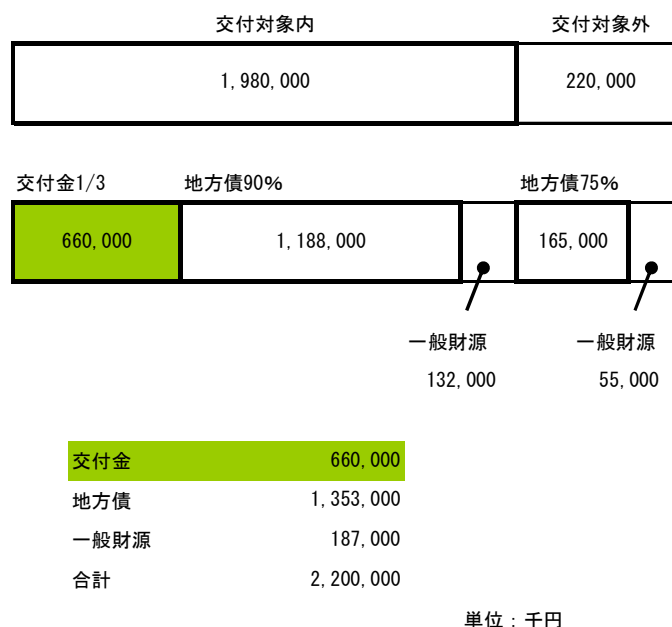 交付対象内 交付対象外
1,980,000 220,000
交付金1/3 地方債90% 地方債75%
660,000 1,188,000 165,000
一般財源 一般財源
132,000 55,000
交付金 660,000
地方債 1,353,000
一般財源 187,000
合計 2,200,000
単位：千円